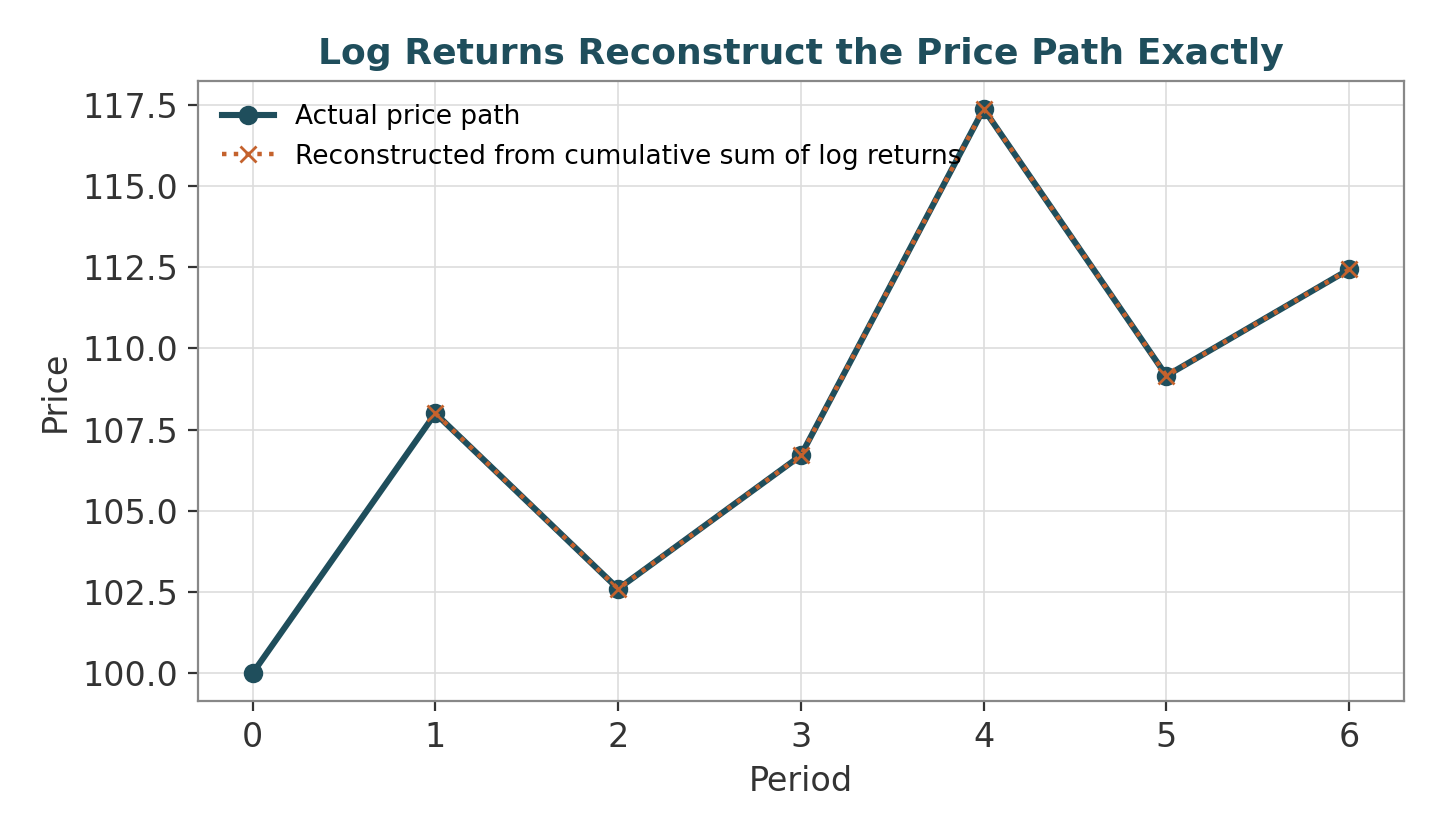 Log Returns Reconstruct the Price Path Exactly
Actual price path
Reconstructed from cumulative sum of log returns
117.5
115.0
112.5
110.0
107.5
105.0
102.5
100.0
Price
0 1 2 3 4 5 6
Period